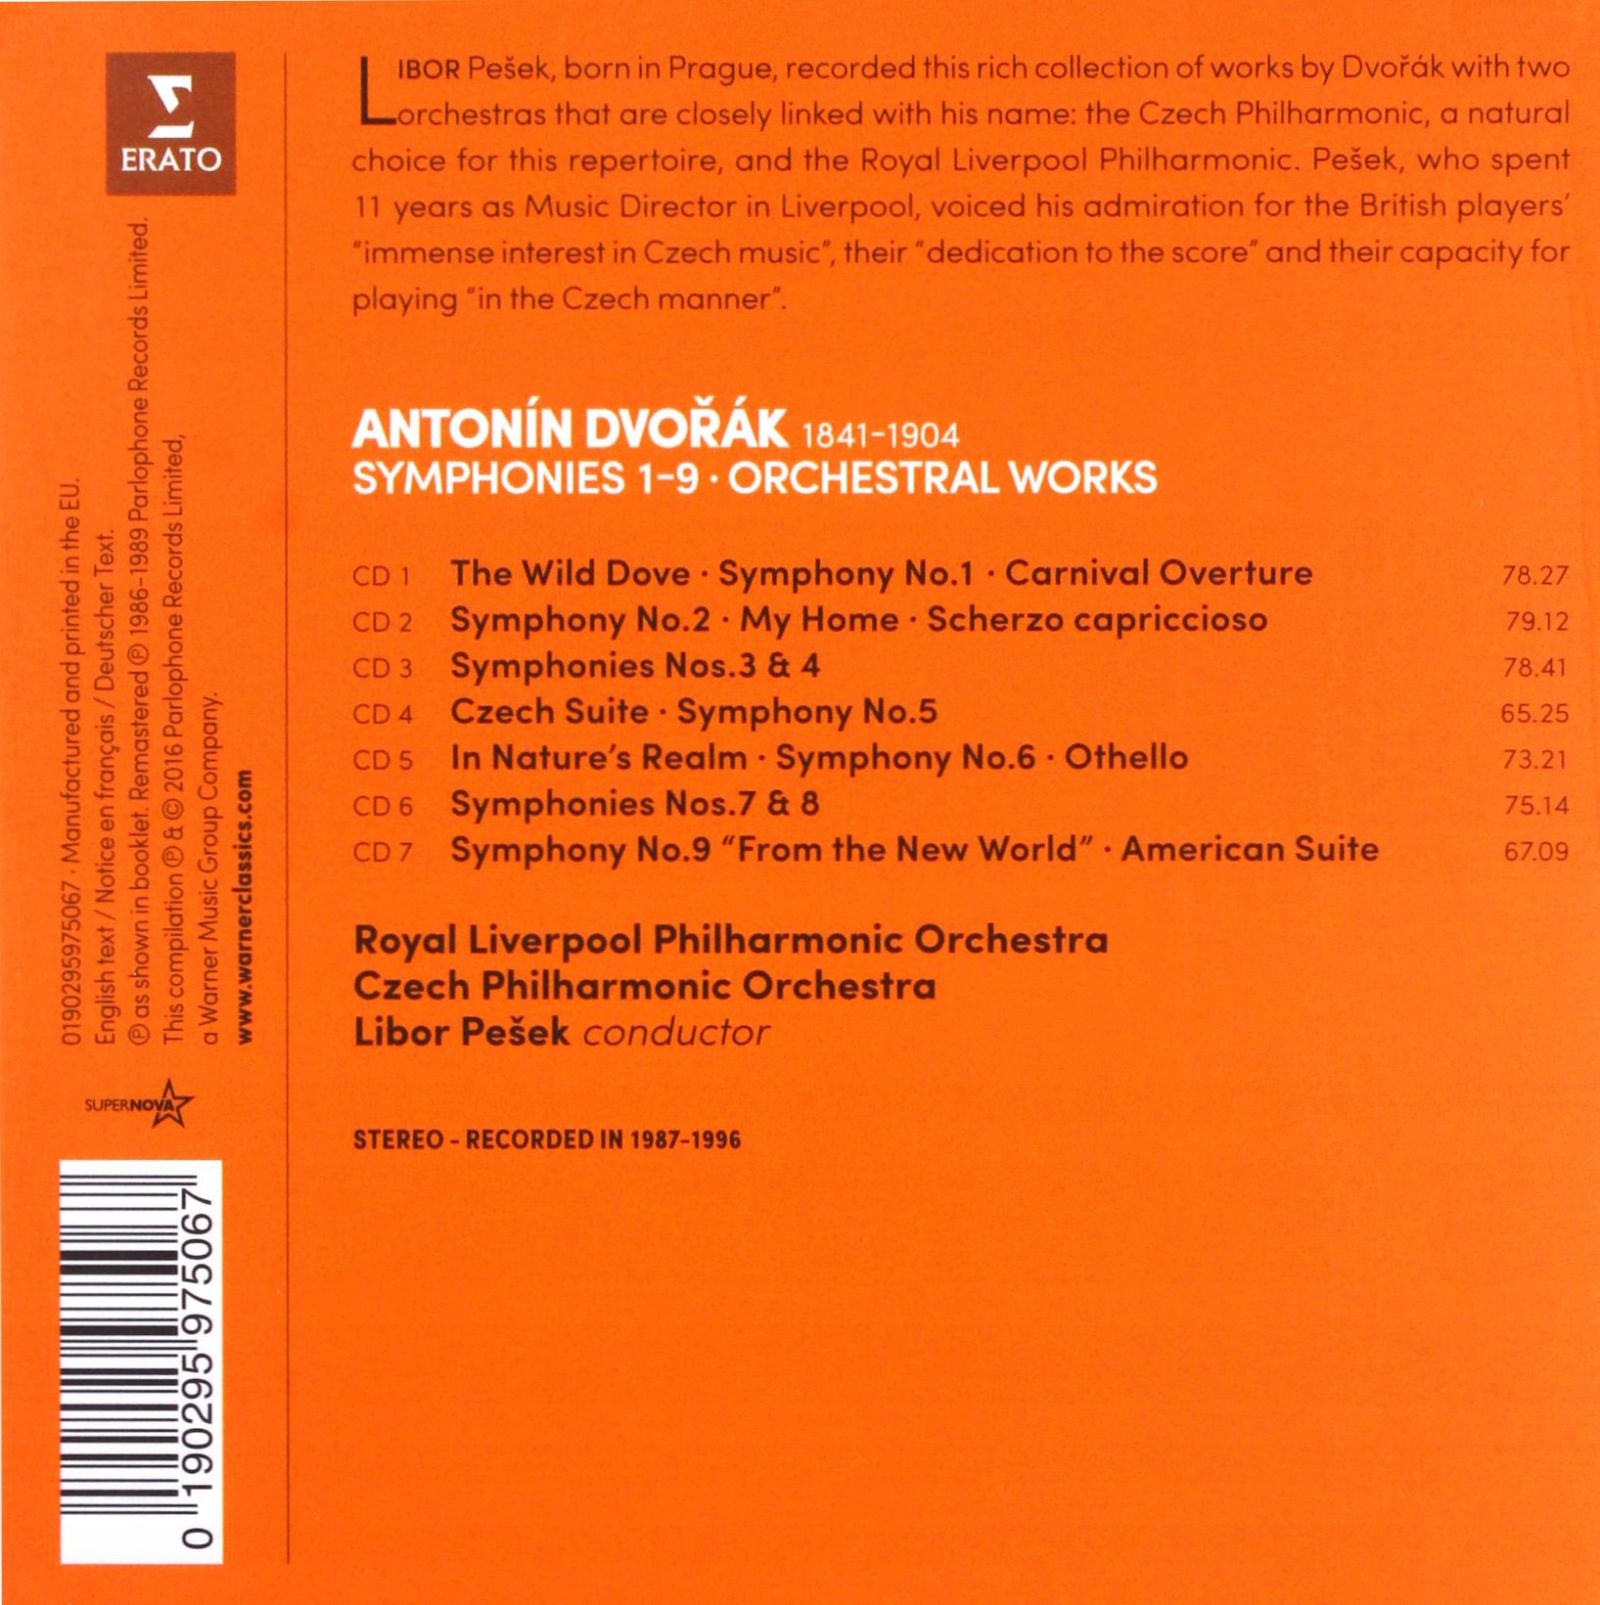 ERATO
LIBOR Pešek, born in Prague, recorded this rich collection of works by Dvořák with two
orchestras that are closely linked with his name: the Czech Philharmonic, a natural
choice for this repertoire, and the Royal Liverpool Philharmonic. Pešek, who spent
11 years as Music Director in Liverpool, voiced his admiration for the British players’
“immense interest in Czech music”, their “dedication to the score” and their capacity for
playing “in the Czech manner”.
ANTONÍN DVOŘÁK 1841–1904
SYMPHONIES 1–9 · ORCHESTRAL WORKS
CD 1 The Wild Dove · Symphony No.1 · Carnival Overture 78.27
CD 2 Symphony No.2 · My Home · Scherzo capriccioso 79.12
CD 3 Symphonies Nos.3 & 4 78.41
CD 4 Czech Suite · Symphony No.5 65.25
CD 5 In Nature’s Realm · Symphony No.6 · Othello 73.21
CD 6 Symphonies Nos.7 & 8 75.14
CD 7 Symphony No.9 “From the New World” · American Suite 67.09
Royal Liverpool Philharmonic Orchestra
Czech Philharmonic Orchestra
Libor Pešek conductor
STEREO – RECORDED IN 1987–1996
0190295975067 · Manufactured and printed in the EU.
English text / Notice en français / Deutscher Text.
℗ as shown in booklet. Remastered ℗ 1986–1989 Parlophone Records Limited.
This compilation ℗ & © 2016 Parlophone Records Limited,
a Warner Music Group Company.
www.warnerclassics.com
SUPERNOVA
0 190295 975067